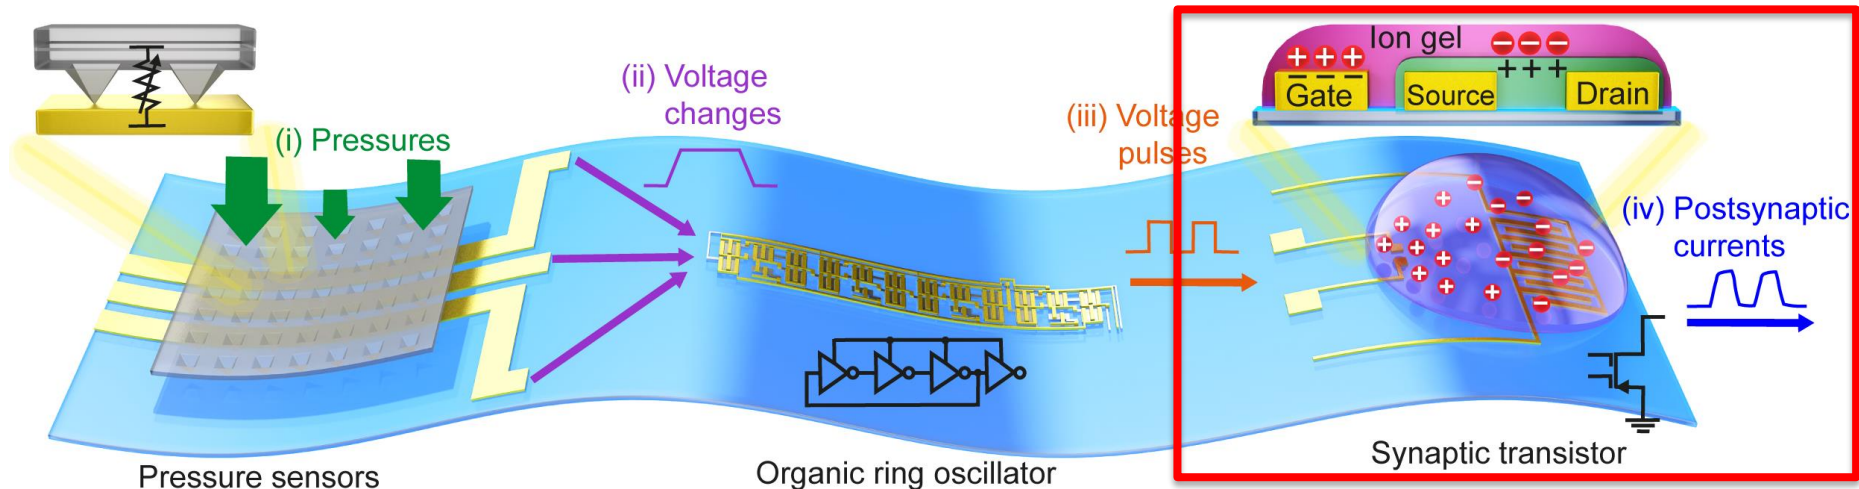 (i) Pressures
(ii) Voltage
changes
(iii) Voltage
pulses
Ion gel
Gate
Source
Drain
(iv) Postsynaptic
currents
Pressure sensors
Organic ring oscillator
Synaptic transistor